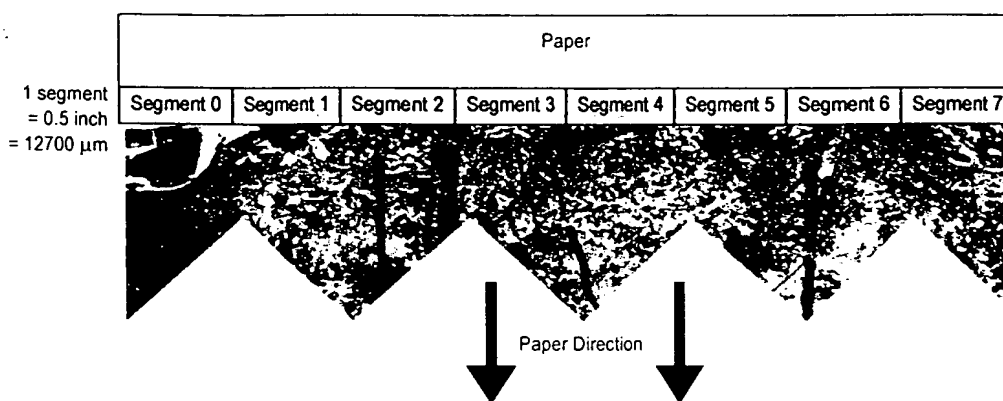 Paper
1 segment
= 0.5 inch
= 12700 µm
Segment 0 Segment 1 Segment 2 Segment 3 Segment 4 Segment 5 Segment 6 Segment 7
Paper Direction